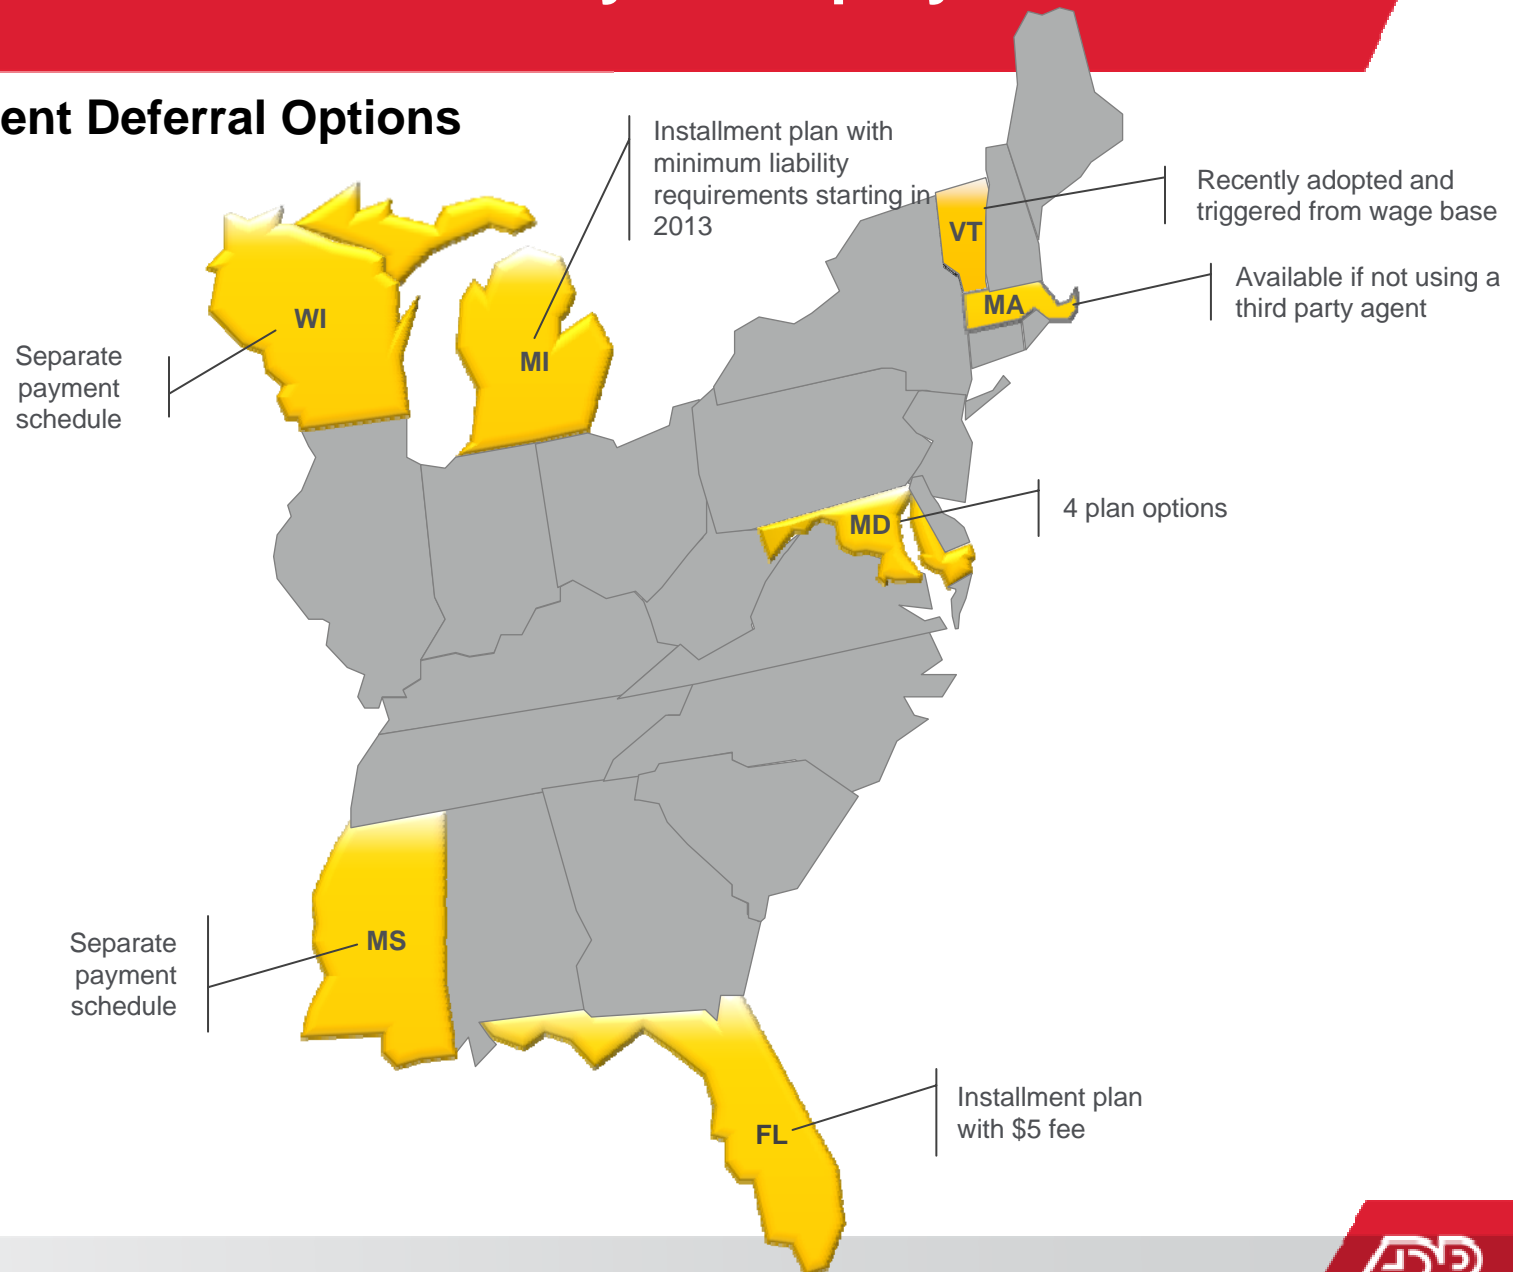 ent Deferral Options
Installment plan with
minimum liability
requirements starting in
2013
Recently adopted and
triggered from wage base
VT
Available if not using a
third party agent
MA
WI
MI
Separate
payment
schedule
MD
4 plan options
MS
Separate
payment
schedule
Installment plan
with $5 fee
FL
ADP